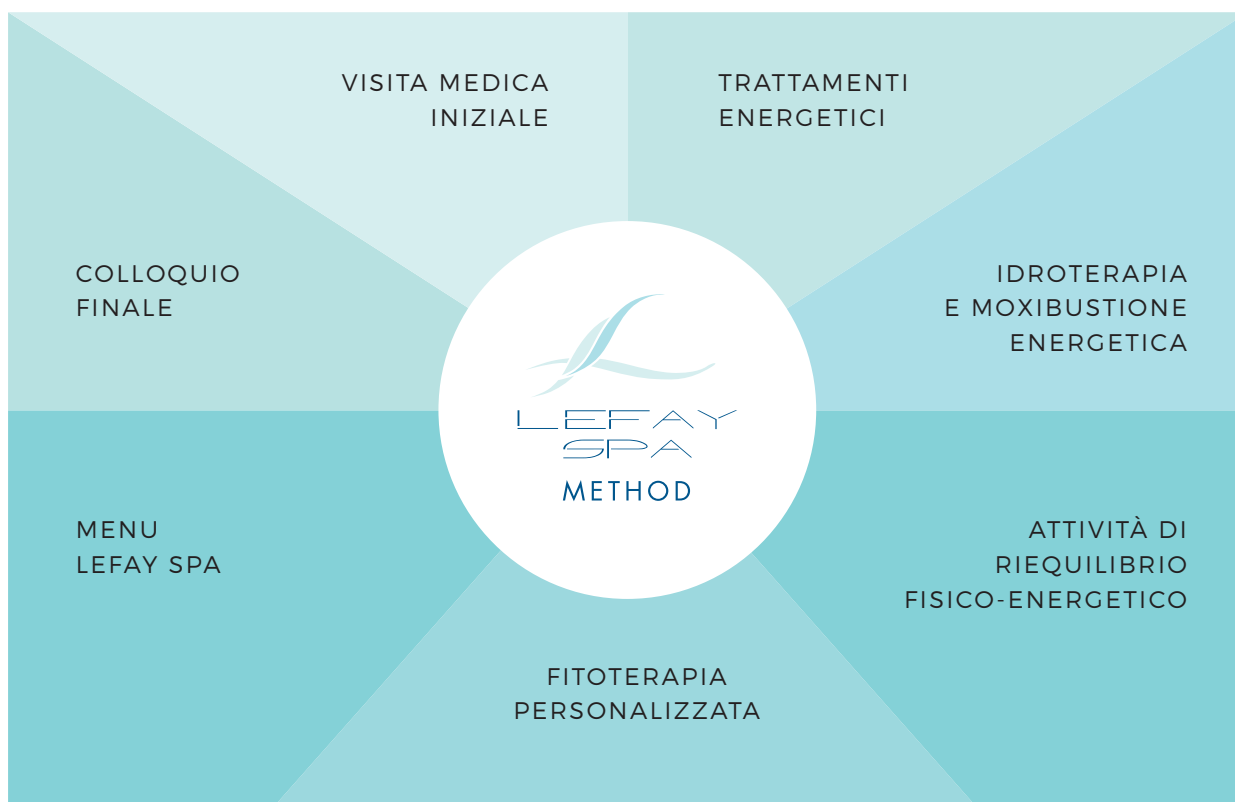 VISITA MEDICA
INIZIALE
TRATTAMENTI
ENERGETICI
COLLOQUIO
FINALE
IDROTERAPIA
E MOXIBUSTIONE
ENERGETICA
LEFAY
SPA
METHOD
MENU
LEFAY SPA
ATTIVITÀ DI
RIEQUILIBRIO
FISICO-ENERGETICO
FITOTERAPIA
PERSONALIZZATA